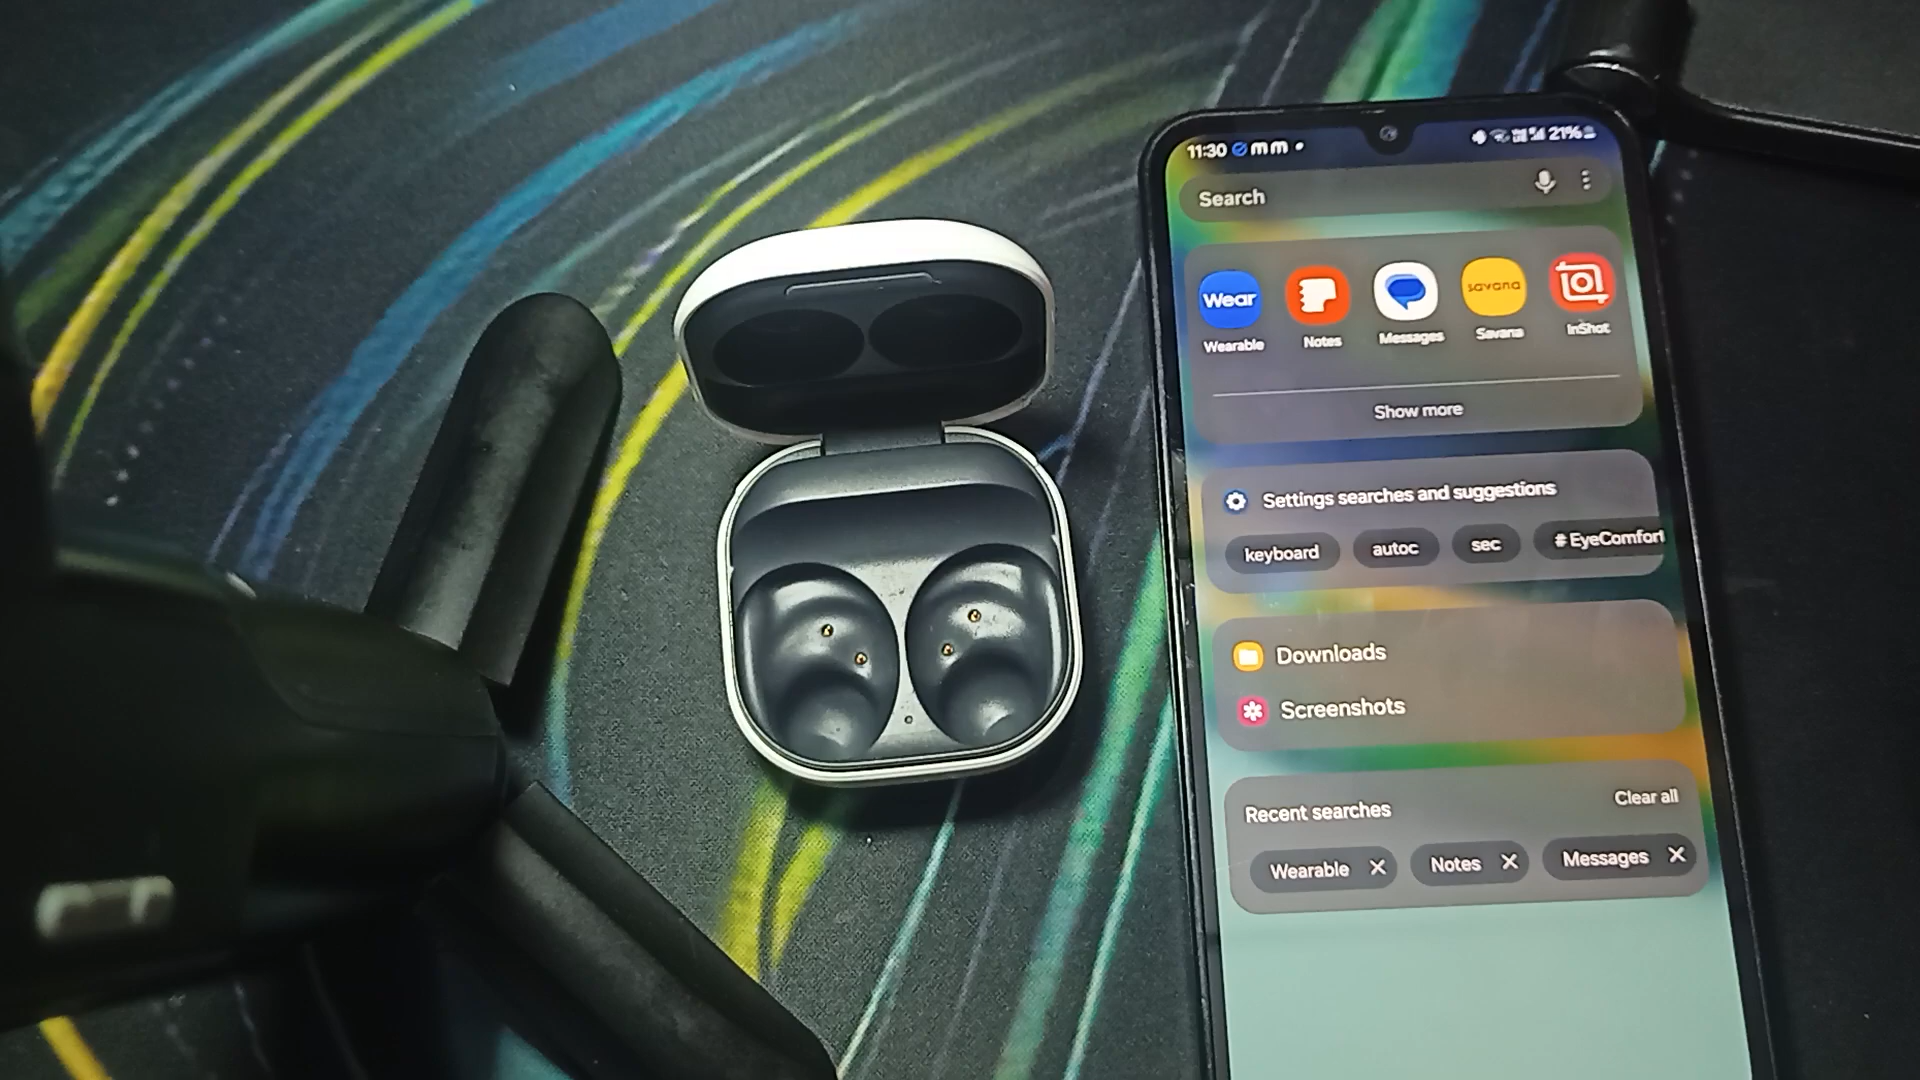 11:30 21%
Search
Wear
savana
Wearable Notes Messages Savana InShot
Show more
Settings searches and suggestions
keyboard autoc sec # EyeComfort
Downloads
Screenshots
Recent searches Clear all
Wearable Notes Messages